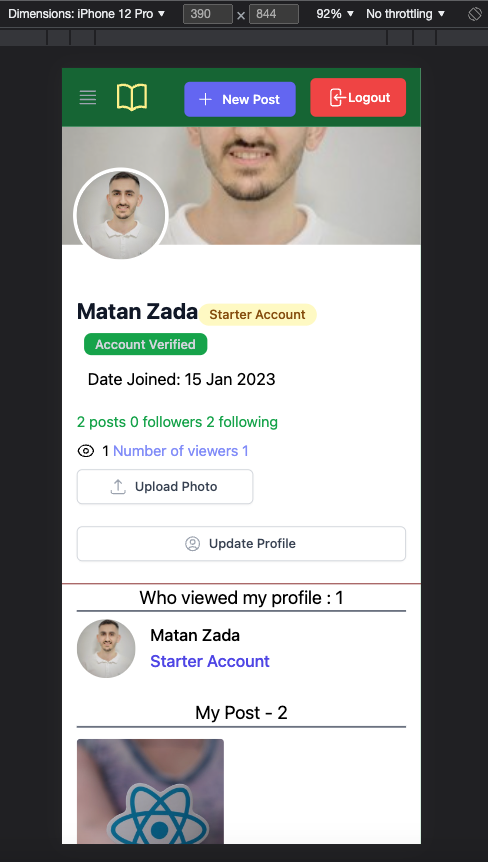 Dimensions: iPhone 12 Pro ▼ 390 x 844 92% ▼ No throttling ▼
New Post Logout
Matan Zada Starter Account
Account Verified
Date Joined: 15 Jan 2023
2 posts 0 followers 2 following
1 Number of viewers 1
Upload Photo
Update Profile
Who viewed my profile : 1
Matan Zada
Starter Account
My Post - 2